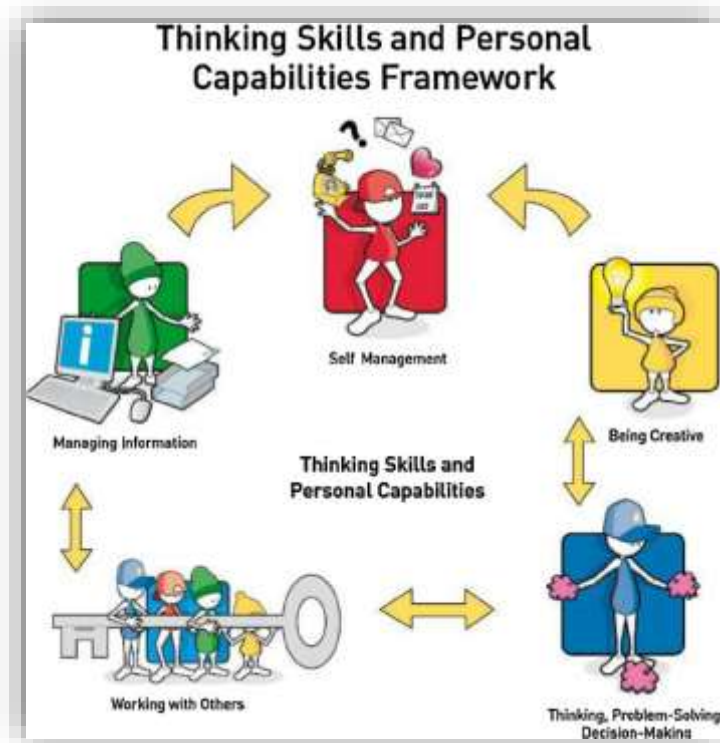 Thinking Skills and Personal
Capabilities Framework
?
Self Management
i
Managing Information
Being Creative
Thinking Skills and
Personal Capabilities
Working with Others
Thinking, Problem-Solving
Decision-Making